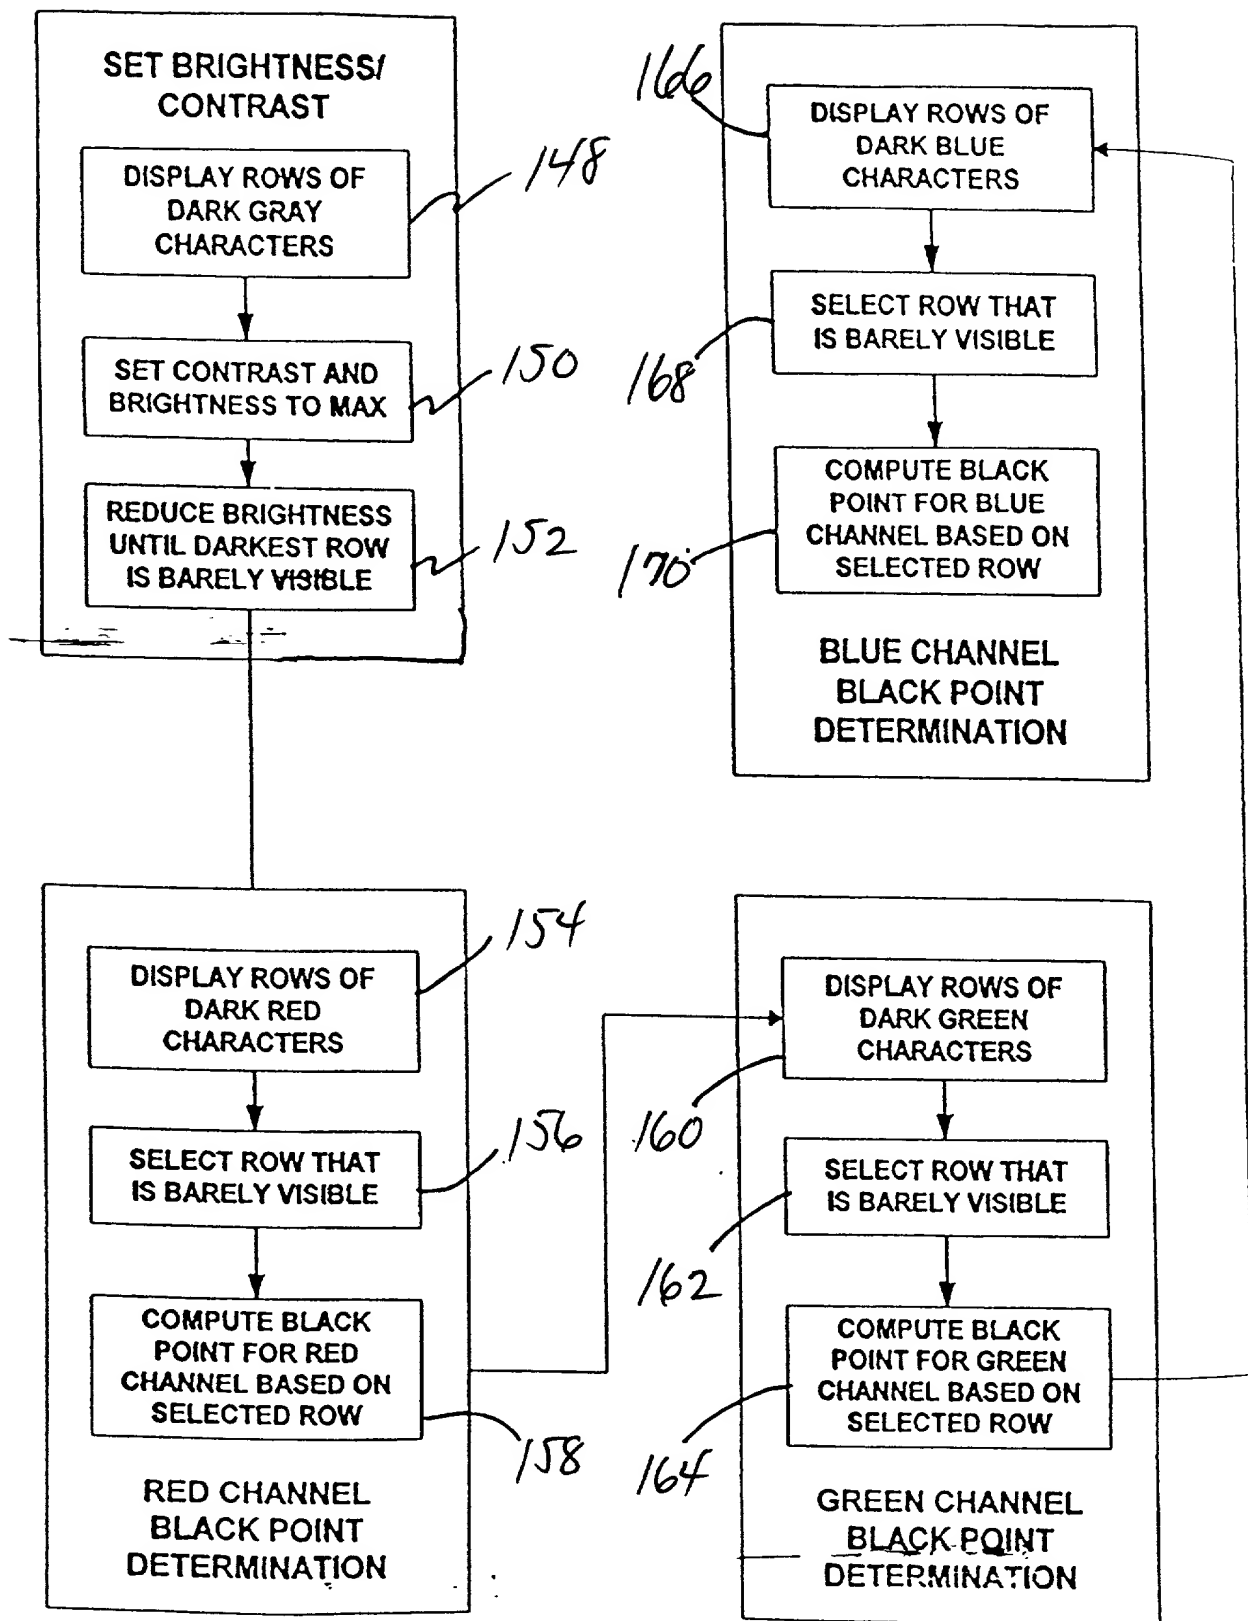 SET BRIGHTNESS/
CONTRAST
DISPLAY ROWS OF
DARK GRAY
CHARACTERS
148
SET CONTRAST AND
BRIGHTNESS TO MAX
150
REDUCE BRIGHTNESS
UNTIL DARKEST ROW
IS BARELY VISIBLE
152
154
DISPLAY ROWS OF
DARK RED
CHARACTERS
156
SELECT ROW THAT
IS BARELY VISIBLE
COMPUTE BLACK
POINT FOR RED
CHANNEL BASED ON
SELECTED ROW
158
RED CHANNEL
BLACK POINT
DETERMINATION
DISPLAY ROWS OF
DARK GREEN
CHARACTERS
160
SELECT ROW THAT
IS BARELY VISIBLE
162
COMPUTE BLACK
POINT FOR GREEN
CHANNEL BASED ON
SELECTED ROW
164
GREEN CHANNEL
BLACK POINT
DETERMINATION
166
DISPLAY ROWS OF
DARK BLUE
CHARACTERS
SELECT ROW THAT
IS BARELY VISIBLE
168
COMPUTE BLACK
POINT FOR BLUE
CHANNEL BASED ON
SELECTED ROW
170
BLUE CHANNEL
BLACK POINT
DETERMINATION